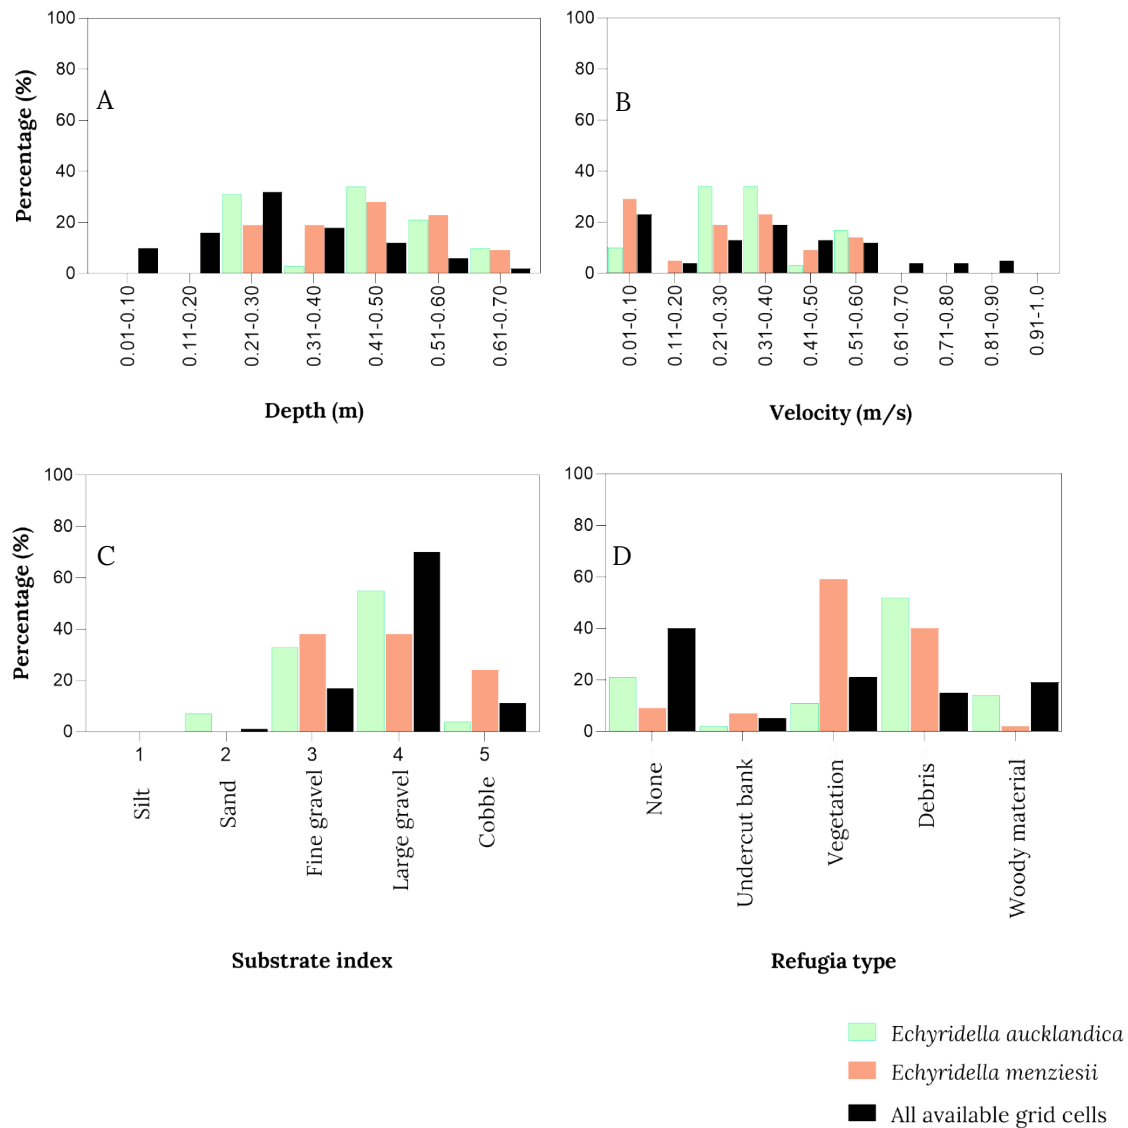 100
80
60
40
20
0
Percentage (%)
A
0.01-0.10
0.11-0.20
0.21-0.30
0.31-0.40
0.41-0.50
0.51-0.60
0.61-0.70
Depth (m)
100
80
60
40
20
0
B
0.01-0.10
0.11-0.20
0.21-0.30
0.31-0.40
0.41-0.50
0.51-0.60
0.61-0.70
0.71-0.80
0.81-0.90
0.91-1.0
Velocity (m/s)
100
80
60
40
20
0
Percentage (%)
C
1
2
3
4
5
Silt
Sand
Fine gravel
Large gravel
Cobble
Substrate index
100
80
60
40
20
0
D
None
Undercut bank
Vegetation
Debris
Woody material
Refugia type
Echyridella aucklandica
Echyridella menziesii
All available grid cells